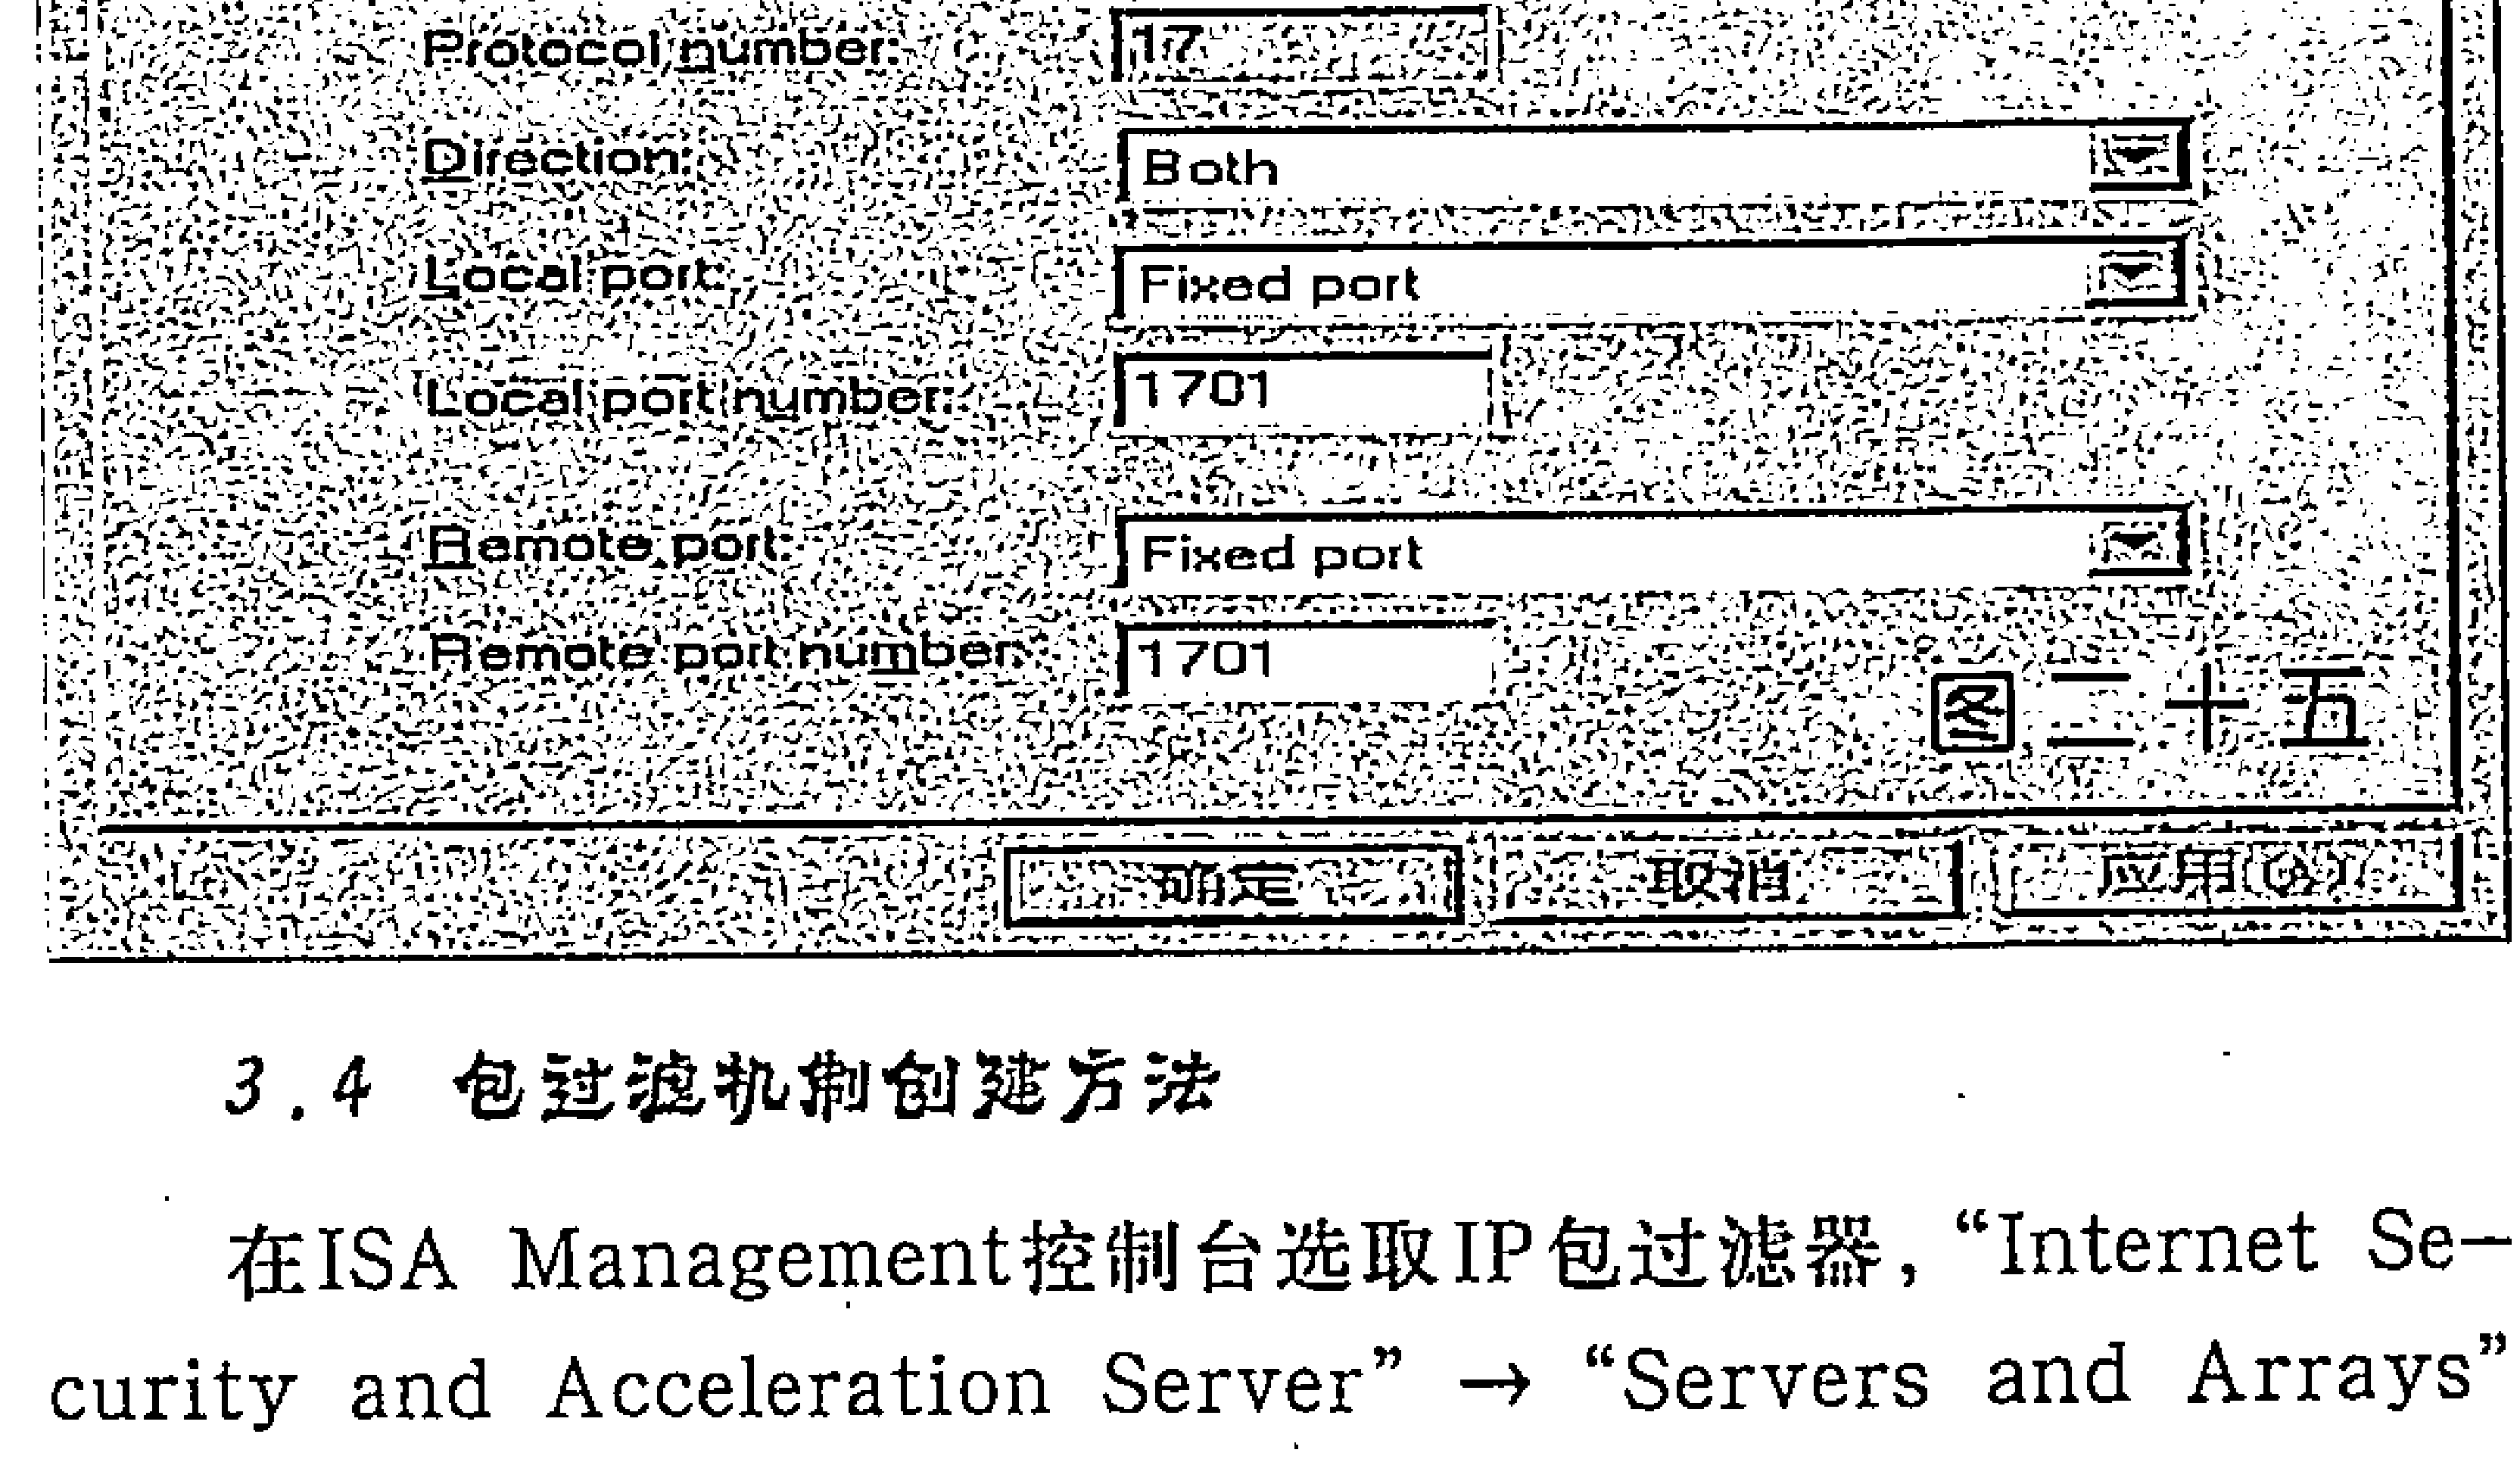 Protocol number: 17
Direction: Both
Local port: Fixed port
Local port number: 1701
Remote port: Fixed port
Remote port number: 1701
图二十五
确定 取消 应用(A)
3.4 包过滤机制创建方法
在ISA Management控制台选取IP包过滤器，“Internet Se-
curity and Acceleration Server” → “Servers and Arrays”